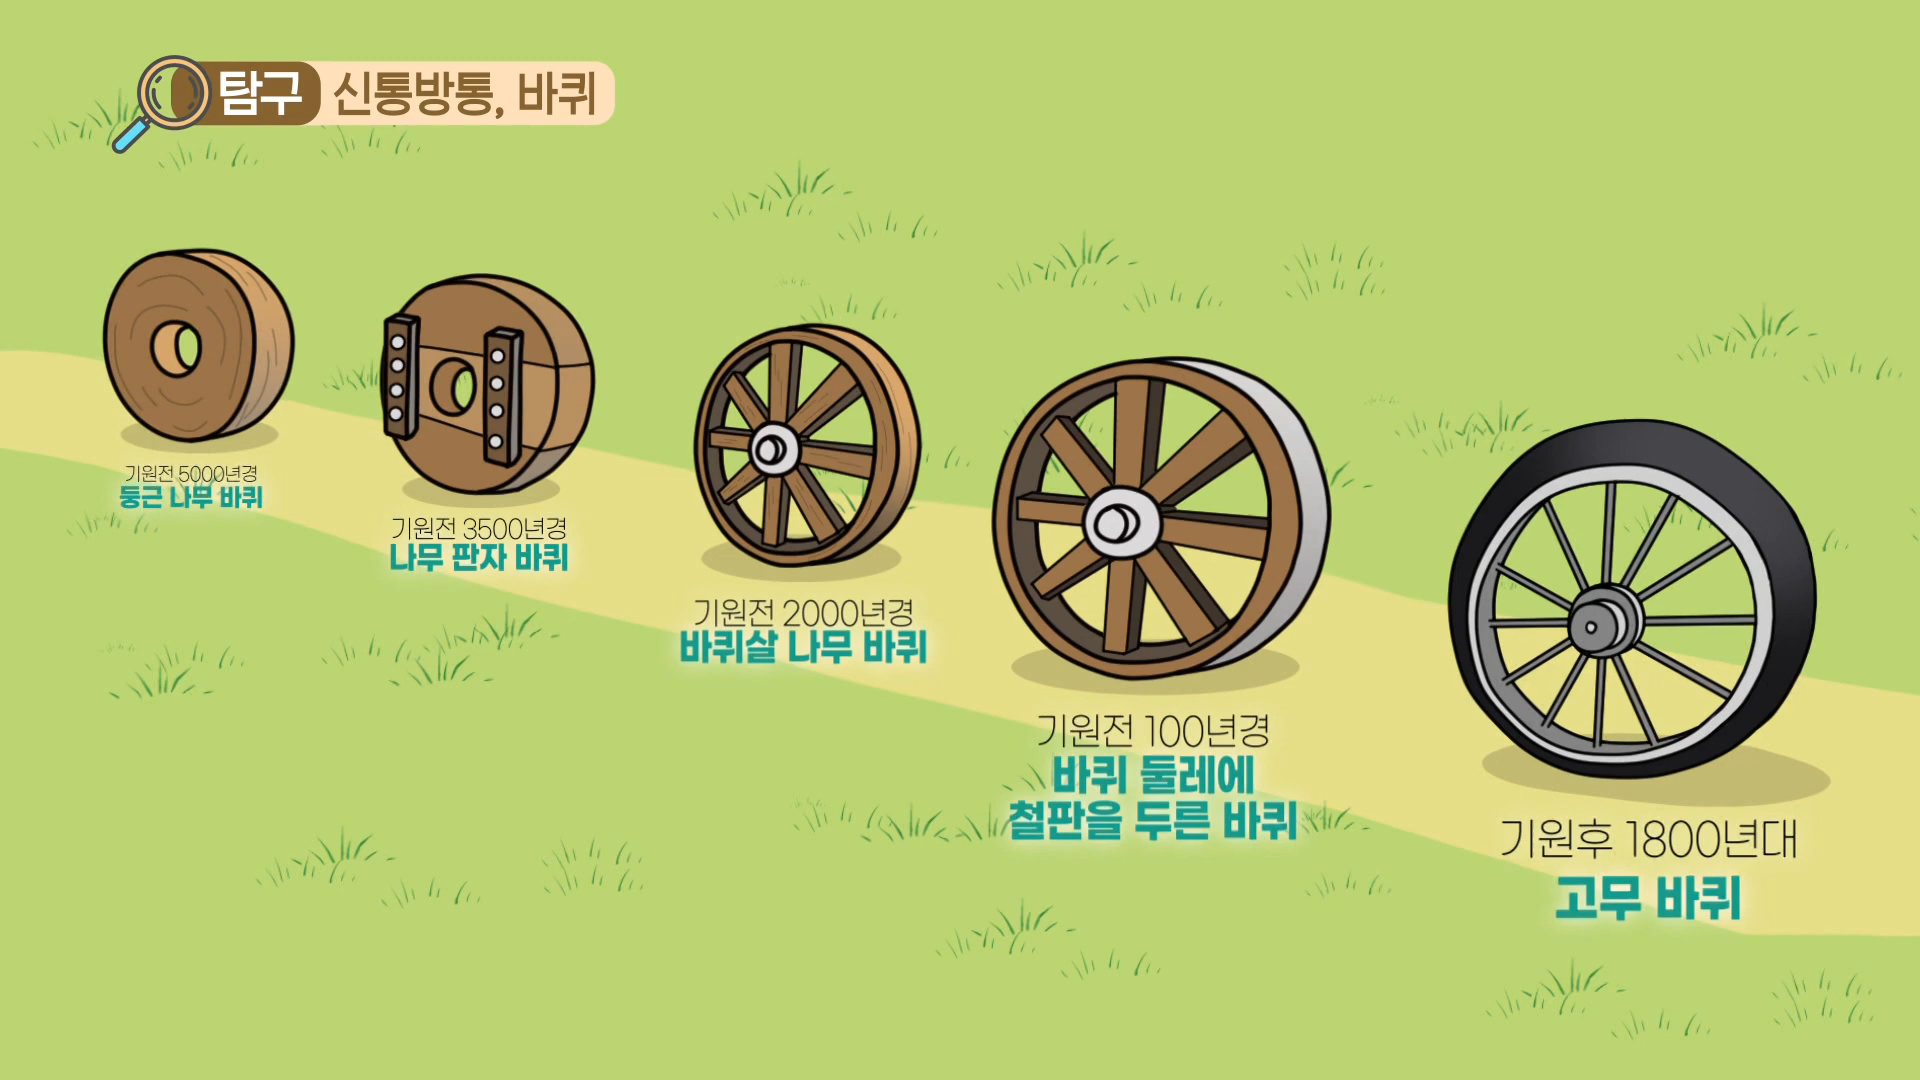 탐구 신통방통, 바퀴
기원전 5000년경
둥근 나무 바퀴
기원전 3500년경
나무 판자 바퀴
기원전 2000년경
바퀴살 나무 바퀴
기원전 100년경
바퀴 둘레에
철판을 두른 바퀴
기원후 1800년대
고무 바퀴